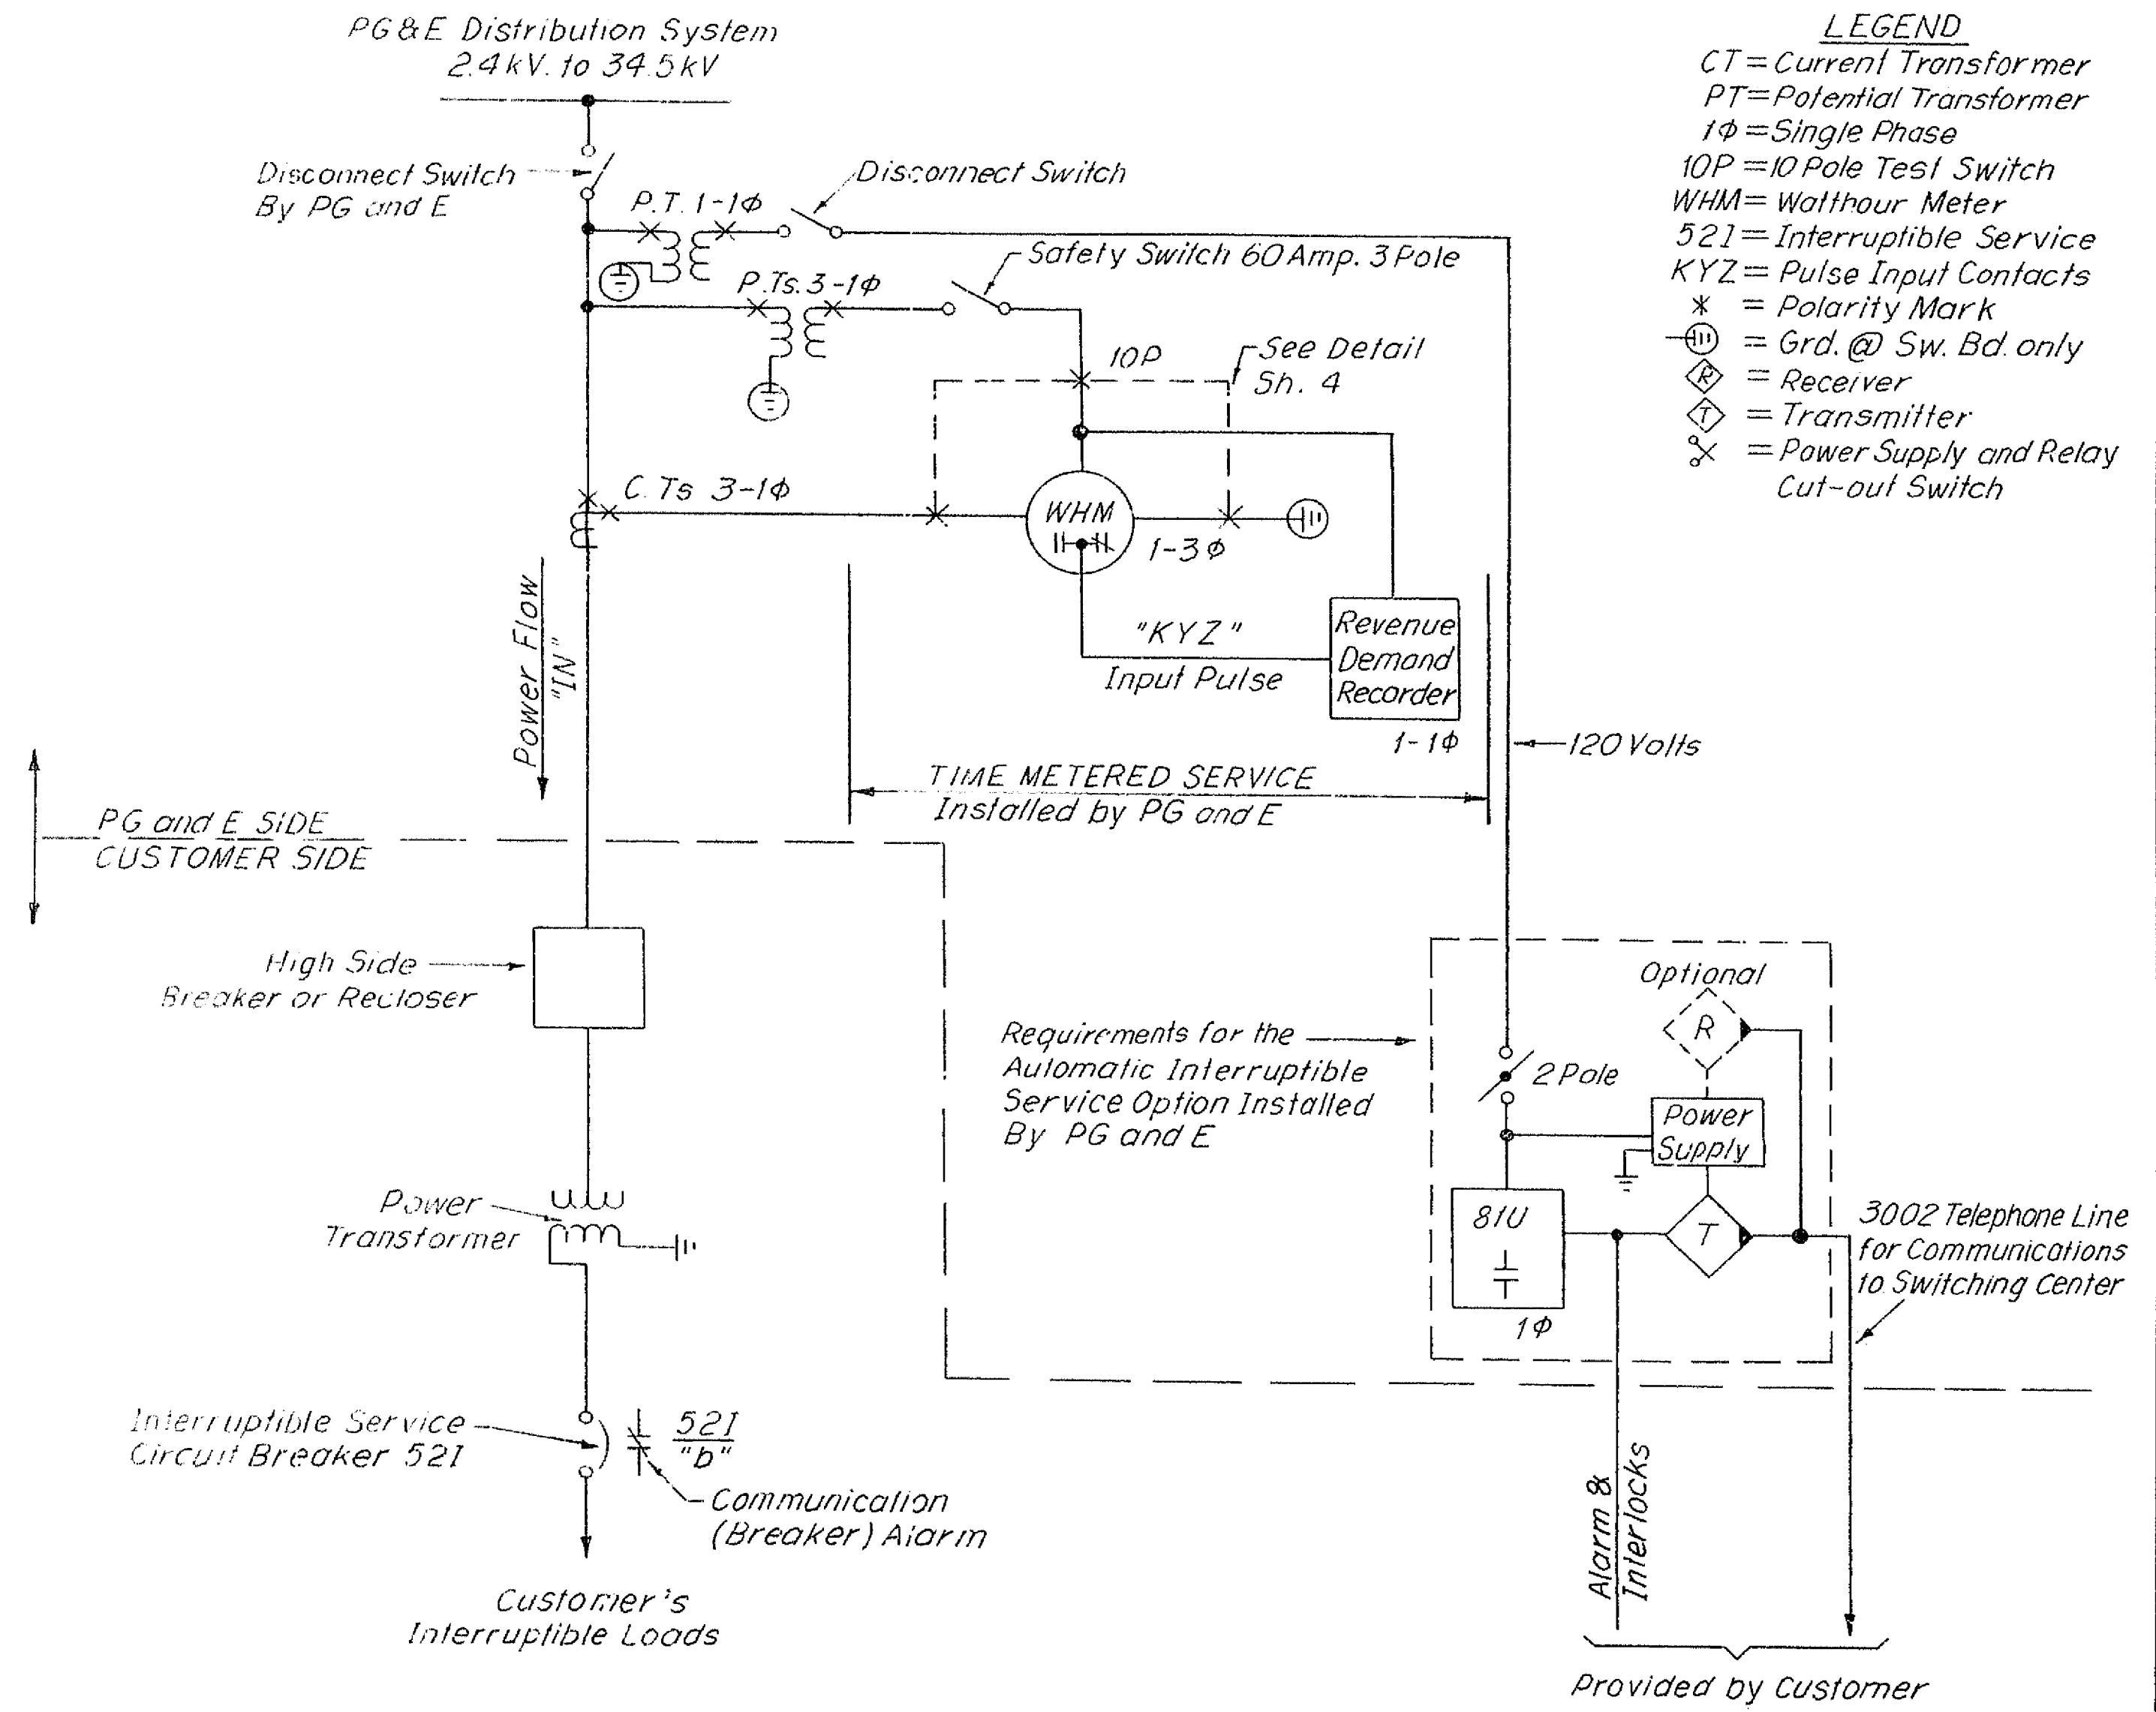 PG&E Distribution System
2.4kV. to 34.5kV
Disconnect Switch
By PG and E
P.T. 1-1Φ
Disconnect Switch
P.Ts. 3-1Φ
Safety Switch 60 Amp. 3 Pole
10P
See Detail
Sh. 4
C.Ts 3-1Φ
WHM
1-3Φ
Power Flow
"IN"
"KYZ"
Input Pulse
Revenue
Demand
Recorder
1-1Φ
120 Volts
TIME METERED SERVICE
Installed by PG and E
PG and E SIDE
CUSTOMER SIDE
High Side
Breaker or Recloser
Requirements for the
Automatic Interruptible
Service Option Installed
By PG and E
Optional
R
2 Pole
Power
Supply
81U
T
1Φ
3002 Telephone Line
for Communications
to Switching Center
Power
Transformer
Interruptible Service
Circuit Breaker 52I
52I
"b"
Communication
(Breaker) Alarm
Customer's
Interruptible Loads
Alarm &
Interlocks
Provided by Customer
LEGEND
CT = Current Transformer
PT = Potential Transformer
1Φ = Single Phase
10P = 10 Pole Test Switch
WHM = Watthour Meter
52I = Interruptible Service
KYZ = Pulse Input Contacts
= Polarity Mark
= Grd. @ Sw. Bd. only
R = Receiver
T = Transmitter
= Power Supply and Relay
Cut-out Switch